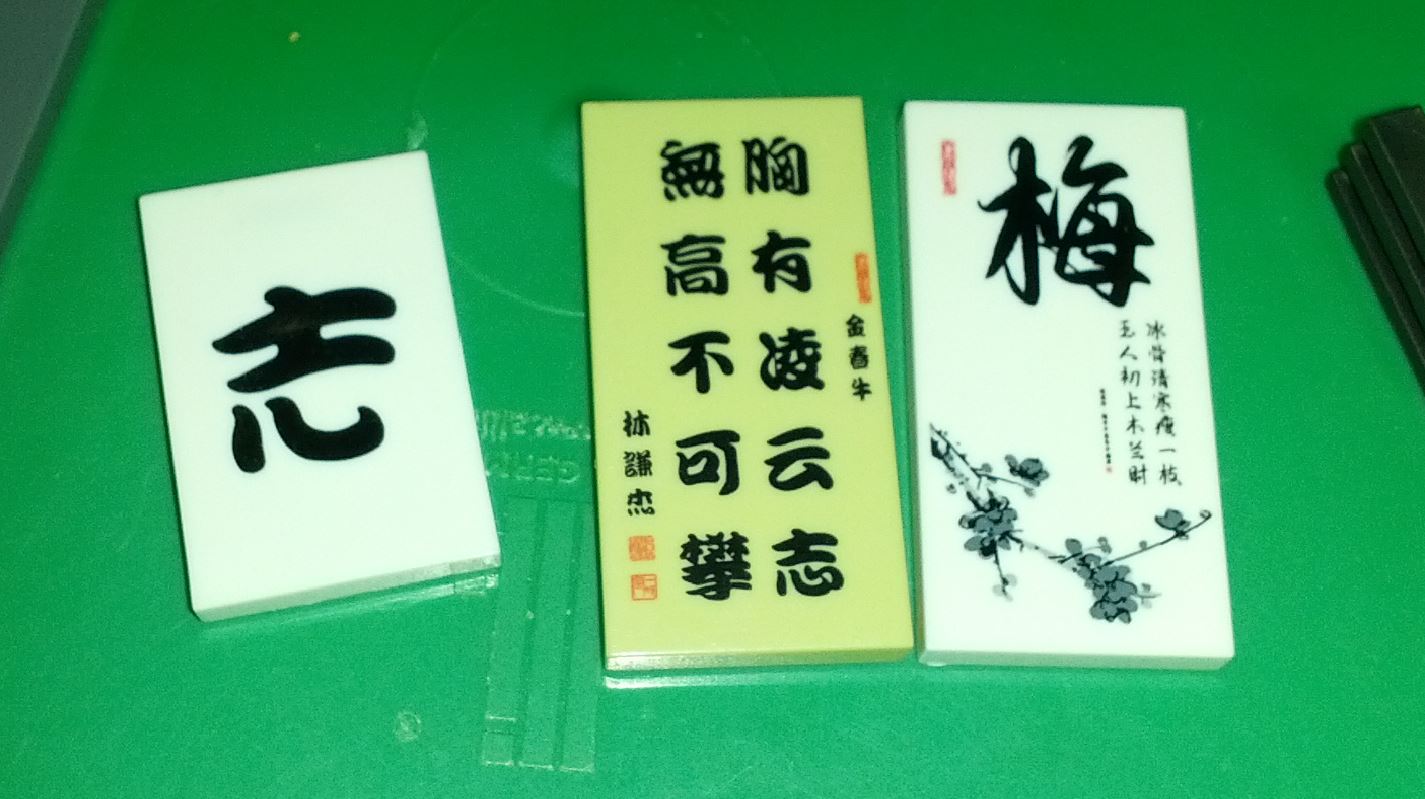 志
金春牛
胸有凌云志
無高不可攀
林謙杰
梅
冰骨清寒瘦一枝
玉人初上木兰时